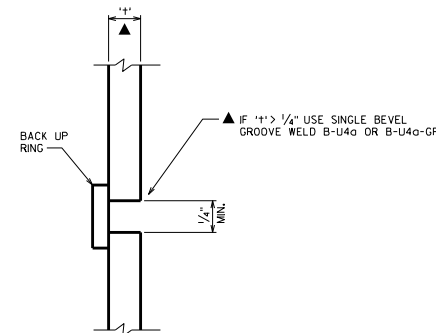 't'
▲
▲ IF 't' > 1/4" USE SINGLE BEVEL
GROOVE WELD B-U4a OR B-U4a-GF
BACK UP
RING
1/4"
MIN.